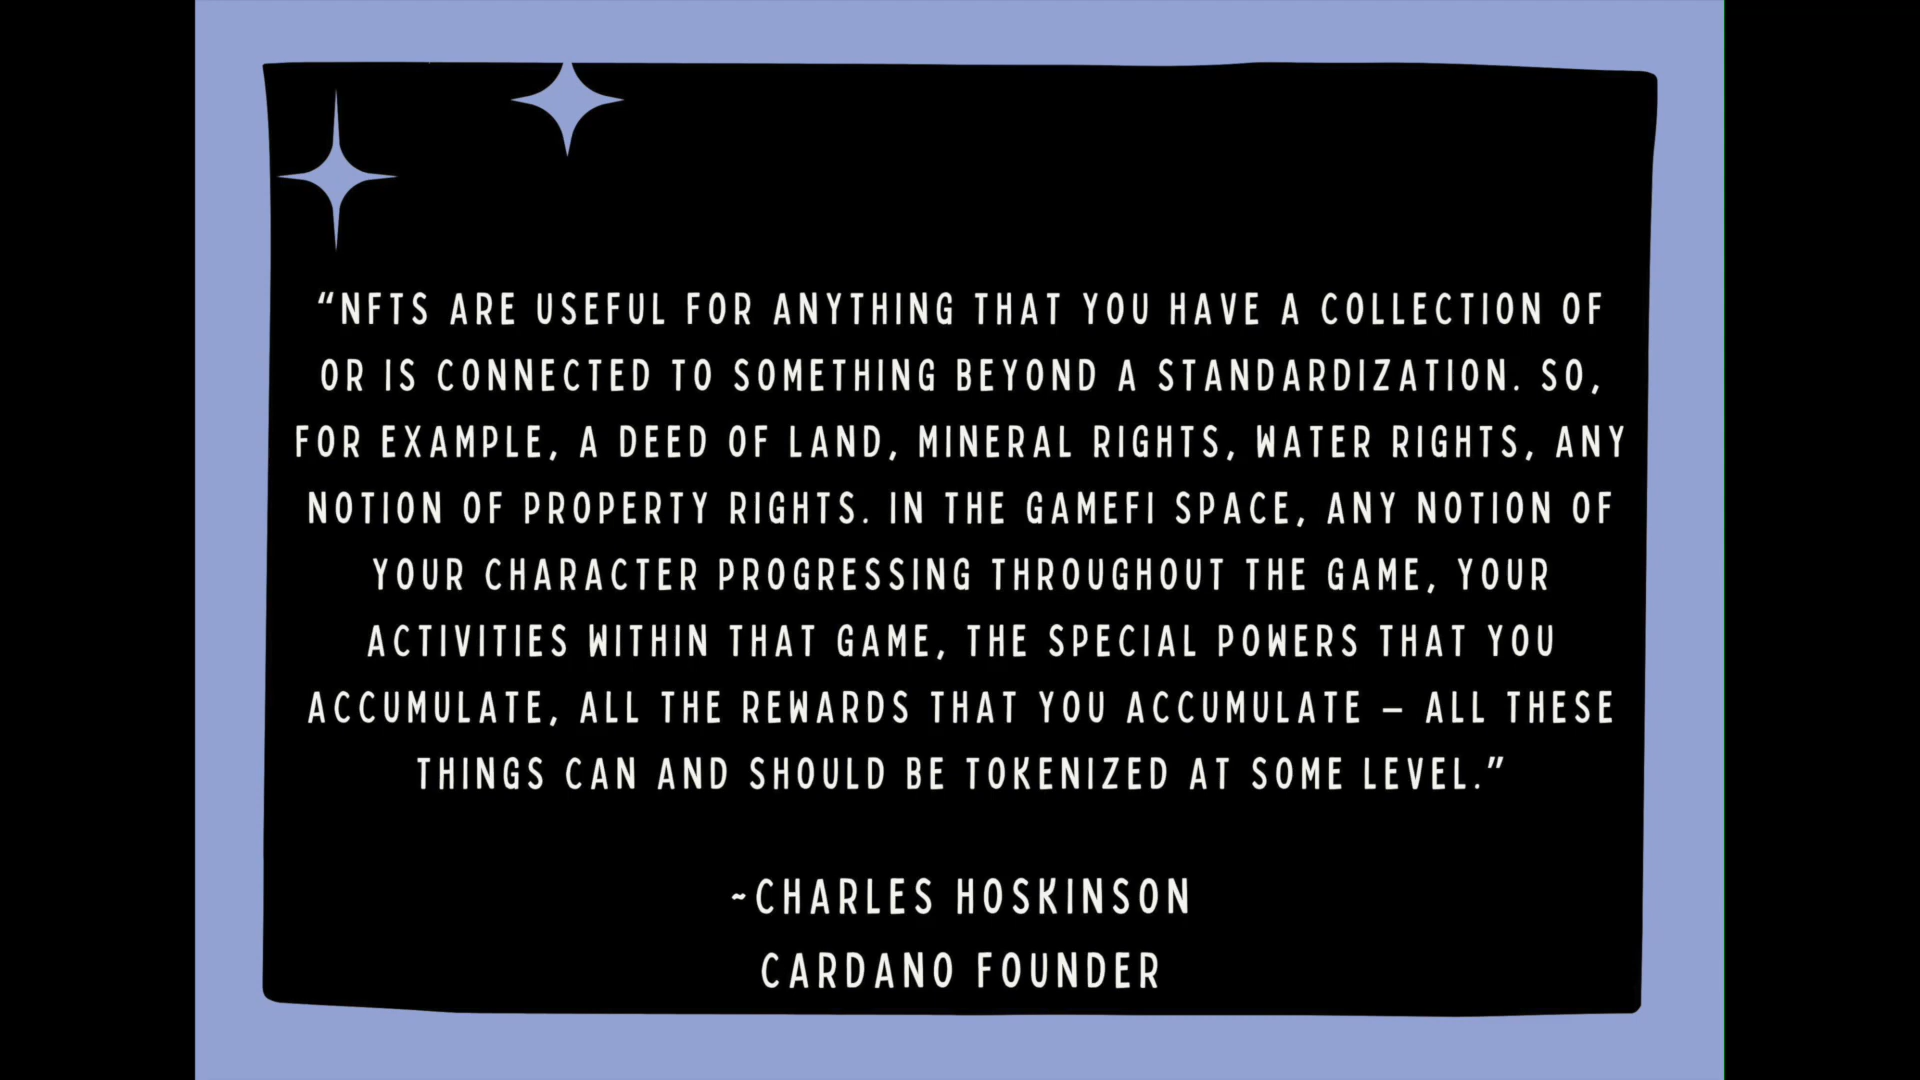 “NFTS ARE USEFUL FOR ANYTHING THAT YOU HAVE A COLLECTION OF
OR IS CONNECTED TO SOMETHING BEYOND A STANDARDIZATION. SO,
FOR EXAMPLE, A DEED OF LAND, MINERAL RIGHTS, WATER RIGHTS, ANY
NOTION OF PROPERTY RIGHTS. IN THE GAMEFI SPACE, ANY NOTION OF
YOUR CHARACTER PROGRESSING THROUGHOUT THE GAME, YOUR
ACTIVITIES WITHIN THAT GAME, THE SPECIAL POWERS THAT YOU
ACCUMULATE, ALL THE REWARDS THAT YOU ACCUMULATE – ALL THESE
THINGS CAN AND SHOULD BE TOKENIZED AT SOME LEVEL.”
~CHARLES HOSKINSON
CARDANO FOUNDER